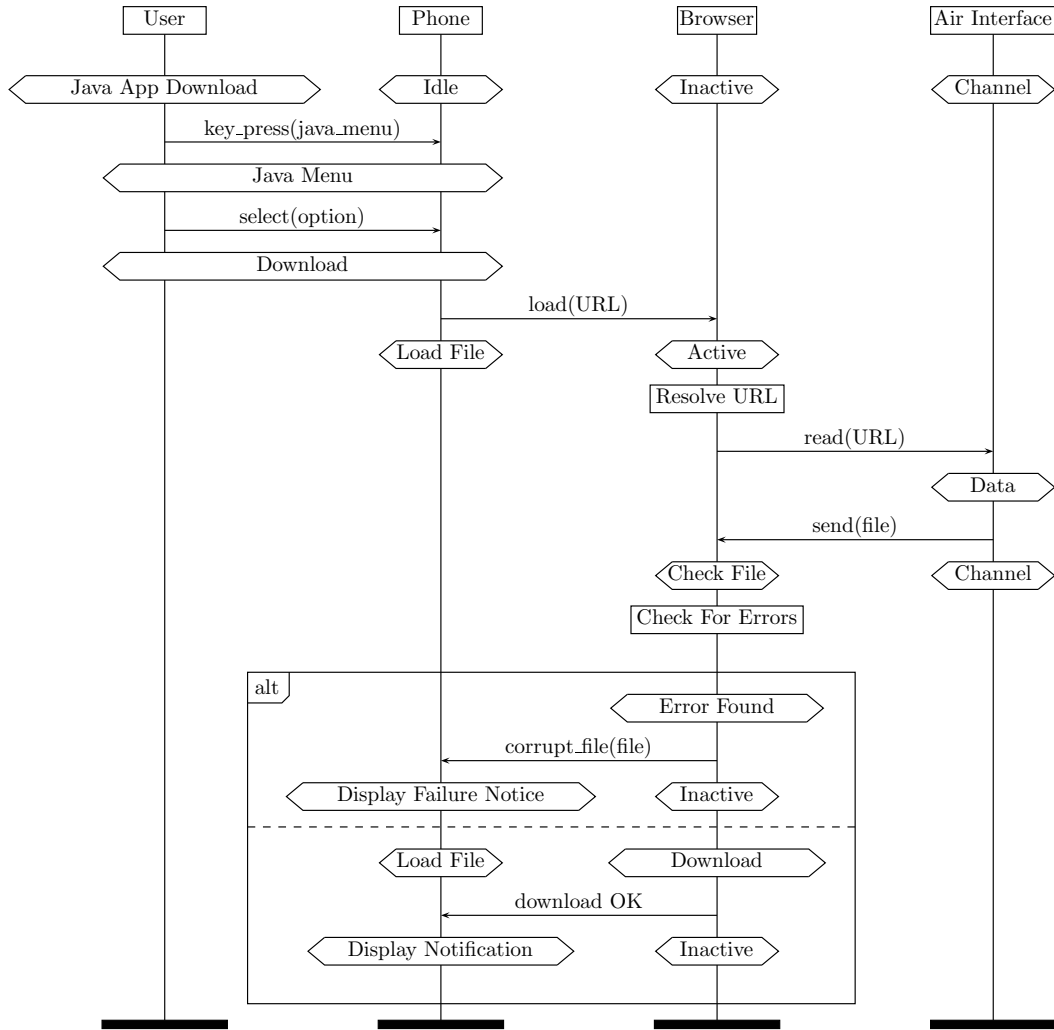 User Phone Browser Air Interface
Java App Download Idle Inactive Channel
key_press(java_menu)
Java Menu
select(option)
Download
load(URL)
Load File Active
Resolve URL
read(URL)
Data
send(file)
Check File Channel
Check For Errors
alt
Error Found
corrupt_file(file)
Display Failure Notice Inactive
Load File Download
download OK
Display Notification Inactive